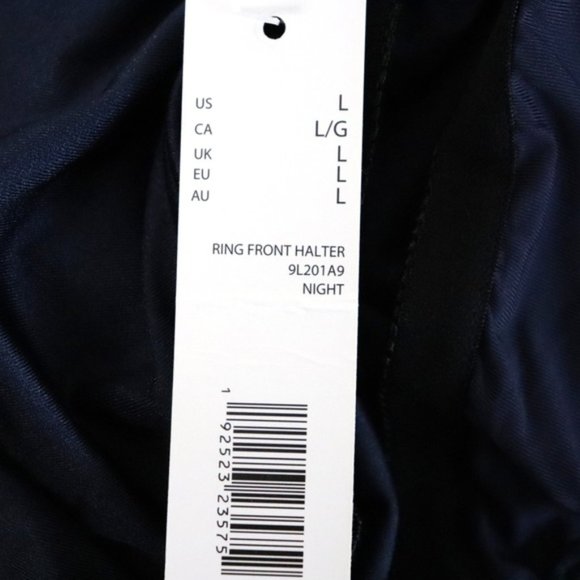 US L
CA L/G
UK L
EU L
AU L
RING FRONT HALTER
9L201A9
NIGHT
1 92523 23575